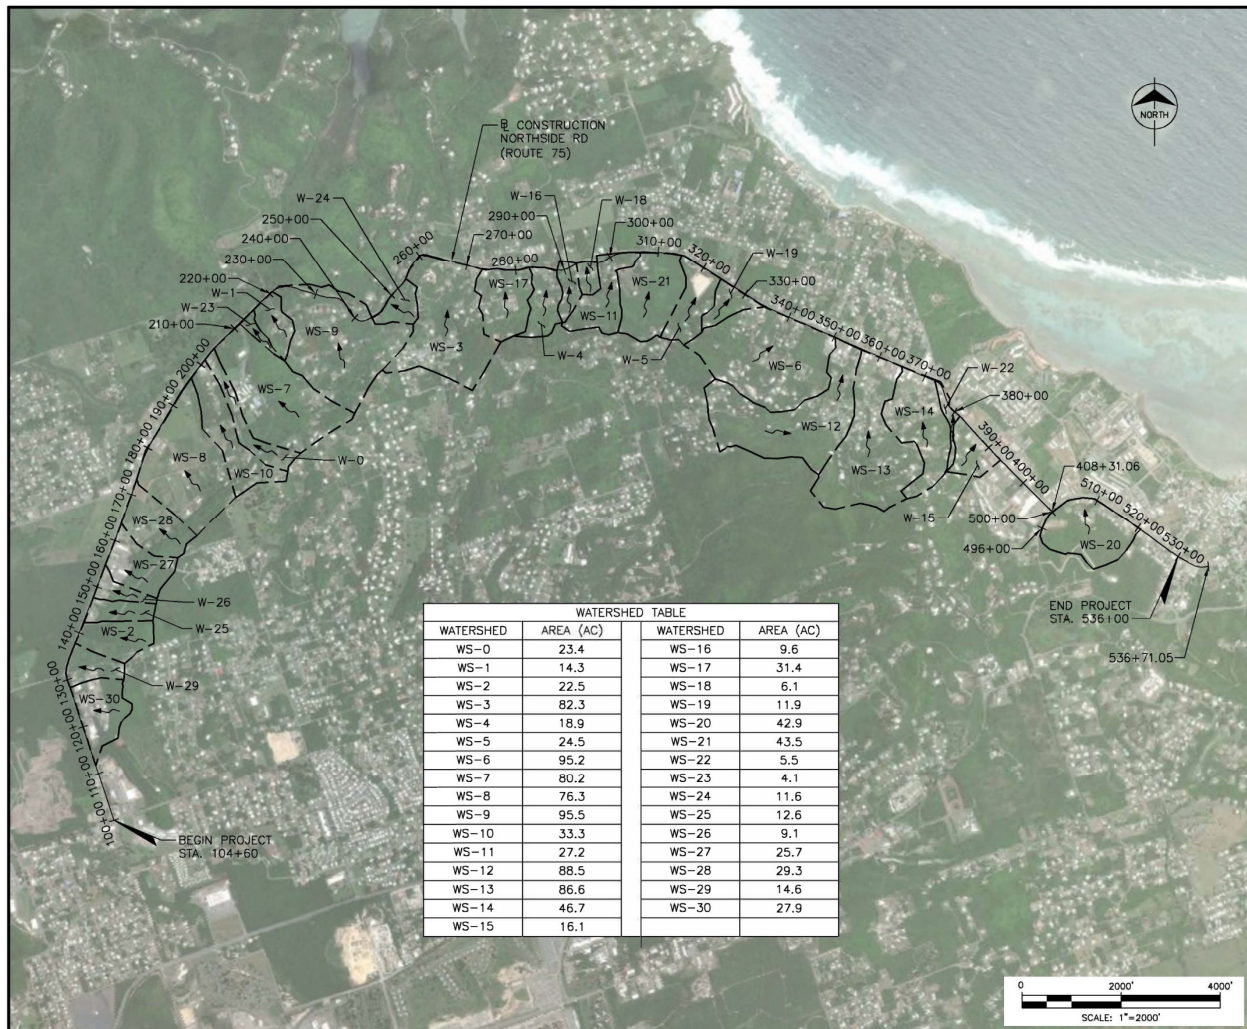 NORTH
℄ CONSTRUCTION
NORTHSIDE RD
(ROUTE 75)
W-24
250+00
240+00
230+00
220+00
W-1
W-23
210+00
200+00
190+00
180+00
170+00
160+00
150+00
140+00
130+00
120+00
110+00
100+00
260+00
270+00
280+00
W-16
290+00
W-18
300+00
310+00
320+00
W-19
330+00
340+00
350+00
360+00
370+00
W-22
380+00
390+00
400+00
408+31.06
500+00
496+00
510+00
520+00
530+00
WS-9
WS-3
WS-17
W-4
WS-11
WS-21
W-5
WS-6
WS-7
WS-8
WS-10
W-0
WS-12
WS-13
WS-14
W-15
WS-20
WS-28
WS-27
W-26
W-25
WS-2
W-29
WS-30
BEGIN PROJECT
STA. 104+60
END PROJECT
STA. 536+00
536+71.05
WATERSHED TABLE
WATERSHED AREA (AC) WATERSHED AREA (AC)
WS-0 23.4 WS-16 9.6
WS-1 14.3 WS-17 31.4
WS-2 22.5 WS-18 6.1
WS-3 82.3 WS-19 11.9
WS-4 18.9 WS-20 42.9
WS-5 24.5 WS-21 43.5
WS-6 95.2 WS-22 5.5
WS-7 80.2 WS-23 4.1
WS-8 76.3 WS-24 11.6
WS-9 95.5 WS-25 12.6
WS-10 33.3 WS-26 9.1
WS-11 27.2 WS-27 25.7
WS-12 88.5 WS-28 29.3
WS-13 86.6 WS-29 14.6
WS-14 46.7 WS-30 27.9
WS-15 16.1
0 2000' 4000'
SCALE: 1"=2000'